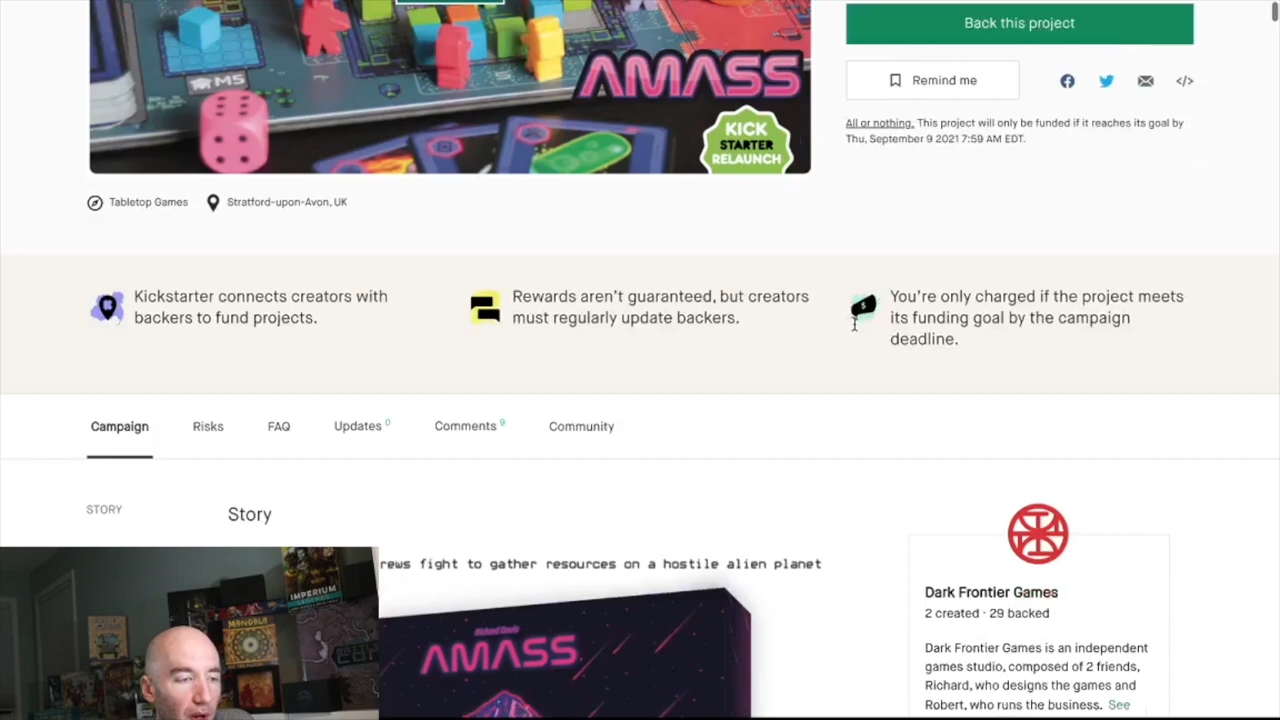 M5
AMASS
KICK
STARTER
RELAUNCH
Back this project
Remind me
</>
All or nothing. This project will only be funded if it reaches its goal by
Thu, September 9 2021 7:59 AM EDT.
Tabletop Games
Stratford-upon-Avon, UK
Kickstarter connects creators with
backers to fund projects.
Rewards aren't guaranteed, but creators
must regularly update backers.
You're only charged if the project meets
its funding goal by the campaign
deadline.
Campaign
Risks
FAQ
Updates 0
Comments 9
Community
STORY
Story
rews fight to gather resources on a hostile alien planet
AMASS
Dark Frontier Games
2 created · 29 backed
Dark Frontier Games is an independent
games studio, composed of 2 friends,
Richard, who designs the games and
Robert, who runs the business. See
IMPERIUM
MANDALA